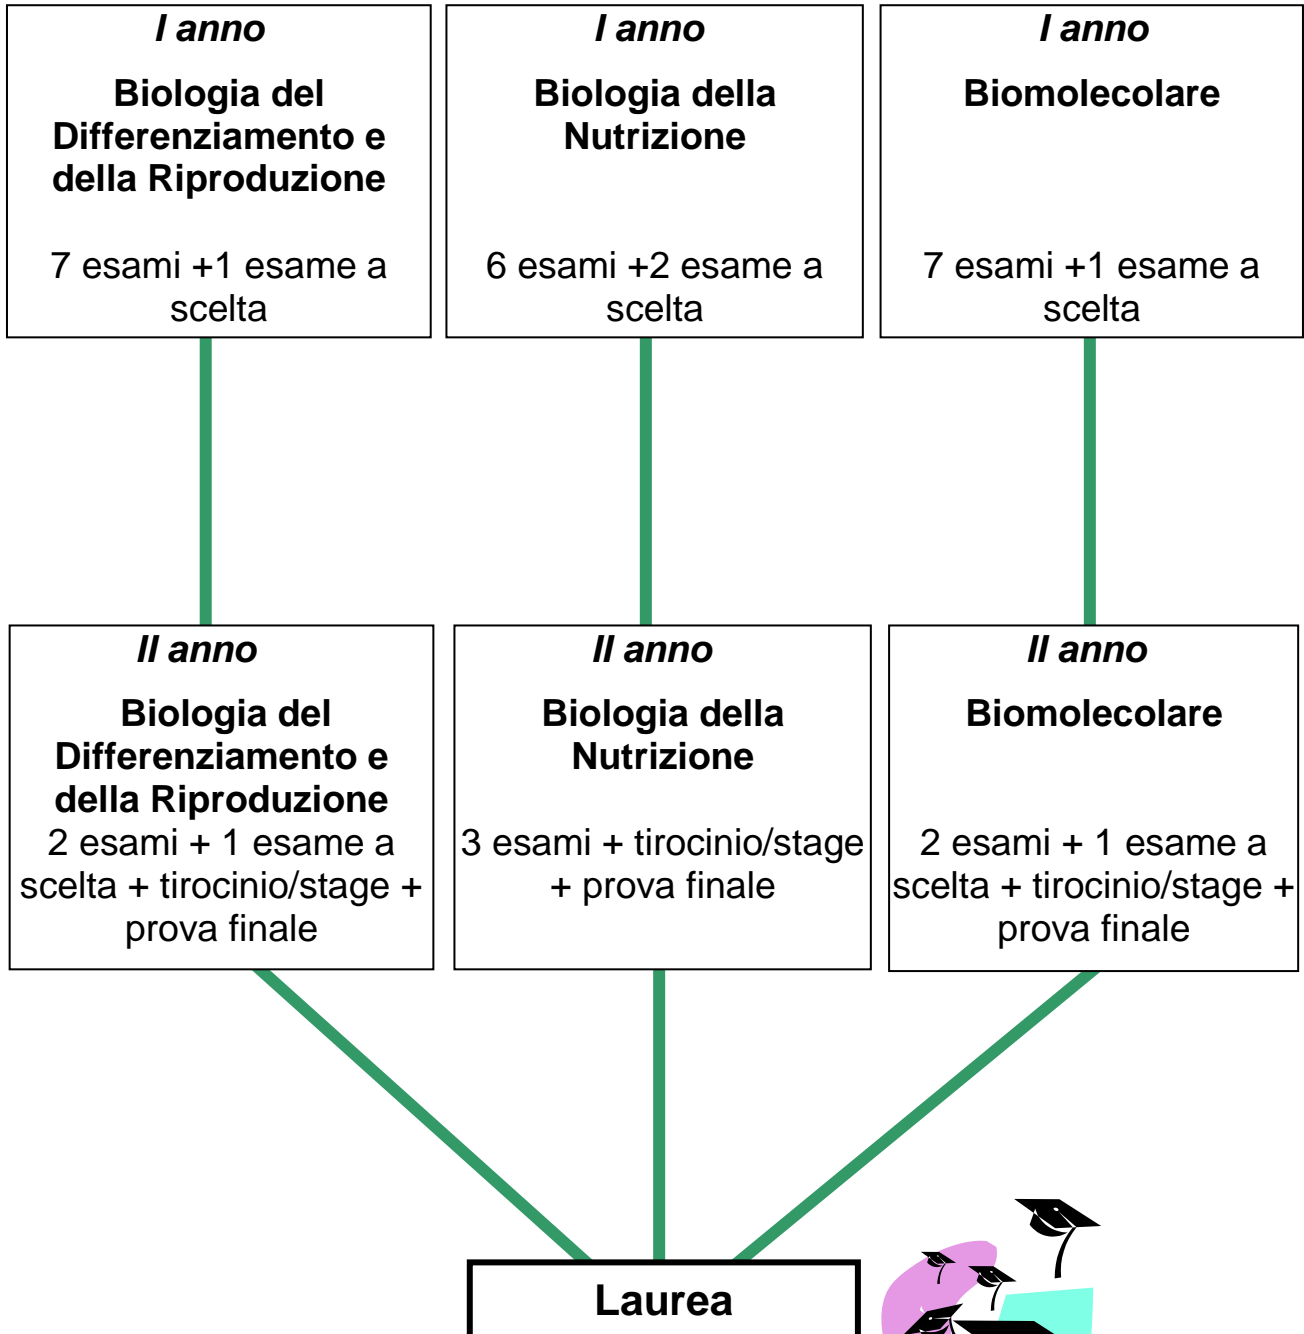 I anno
Biologia del
Differenziamento e
della Riproduzione
7 esami +1 esame a
scelta
I anno
Biologia della
Nutrizione
6 esami +2 esame a
scelta
I anno
Biomolecolare
7 esami +1 esame a
scelta
II anno
Biologia del
Differenziamento e
della Riproduzione
2 esami + 1 esame a
scelta + tirocinio/stage +
prova finale
II anno
Biologia della
Nutrizione
3 esami + tirocinio/stage
+ prova finale
II anno
Biomolecolare
2 esami + 1 esame a
scelta + tirocinio/stage +
prova finale
Laurea